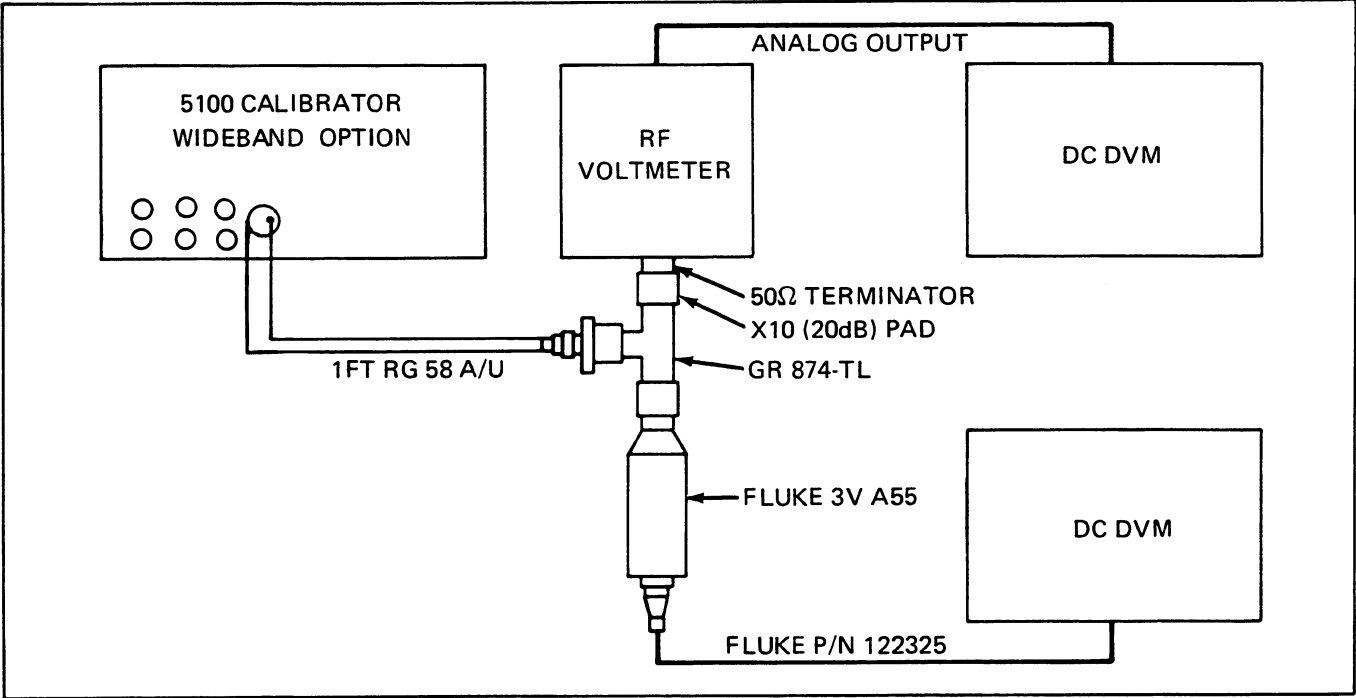 ANALOG OUTPUT
5100 CALIBRATOR
WIDEBAND OPTION
RF
VOLTMETER
DC DVM
50Ω TERMINATOR
X10 (20dB) PAD
GR 874-TL
1FT RG 58 A/U
FLUKE 3V A55
DC DVM
FLUKE P/N 122325